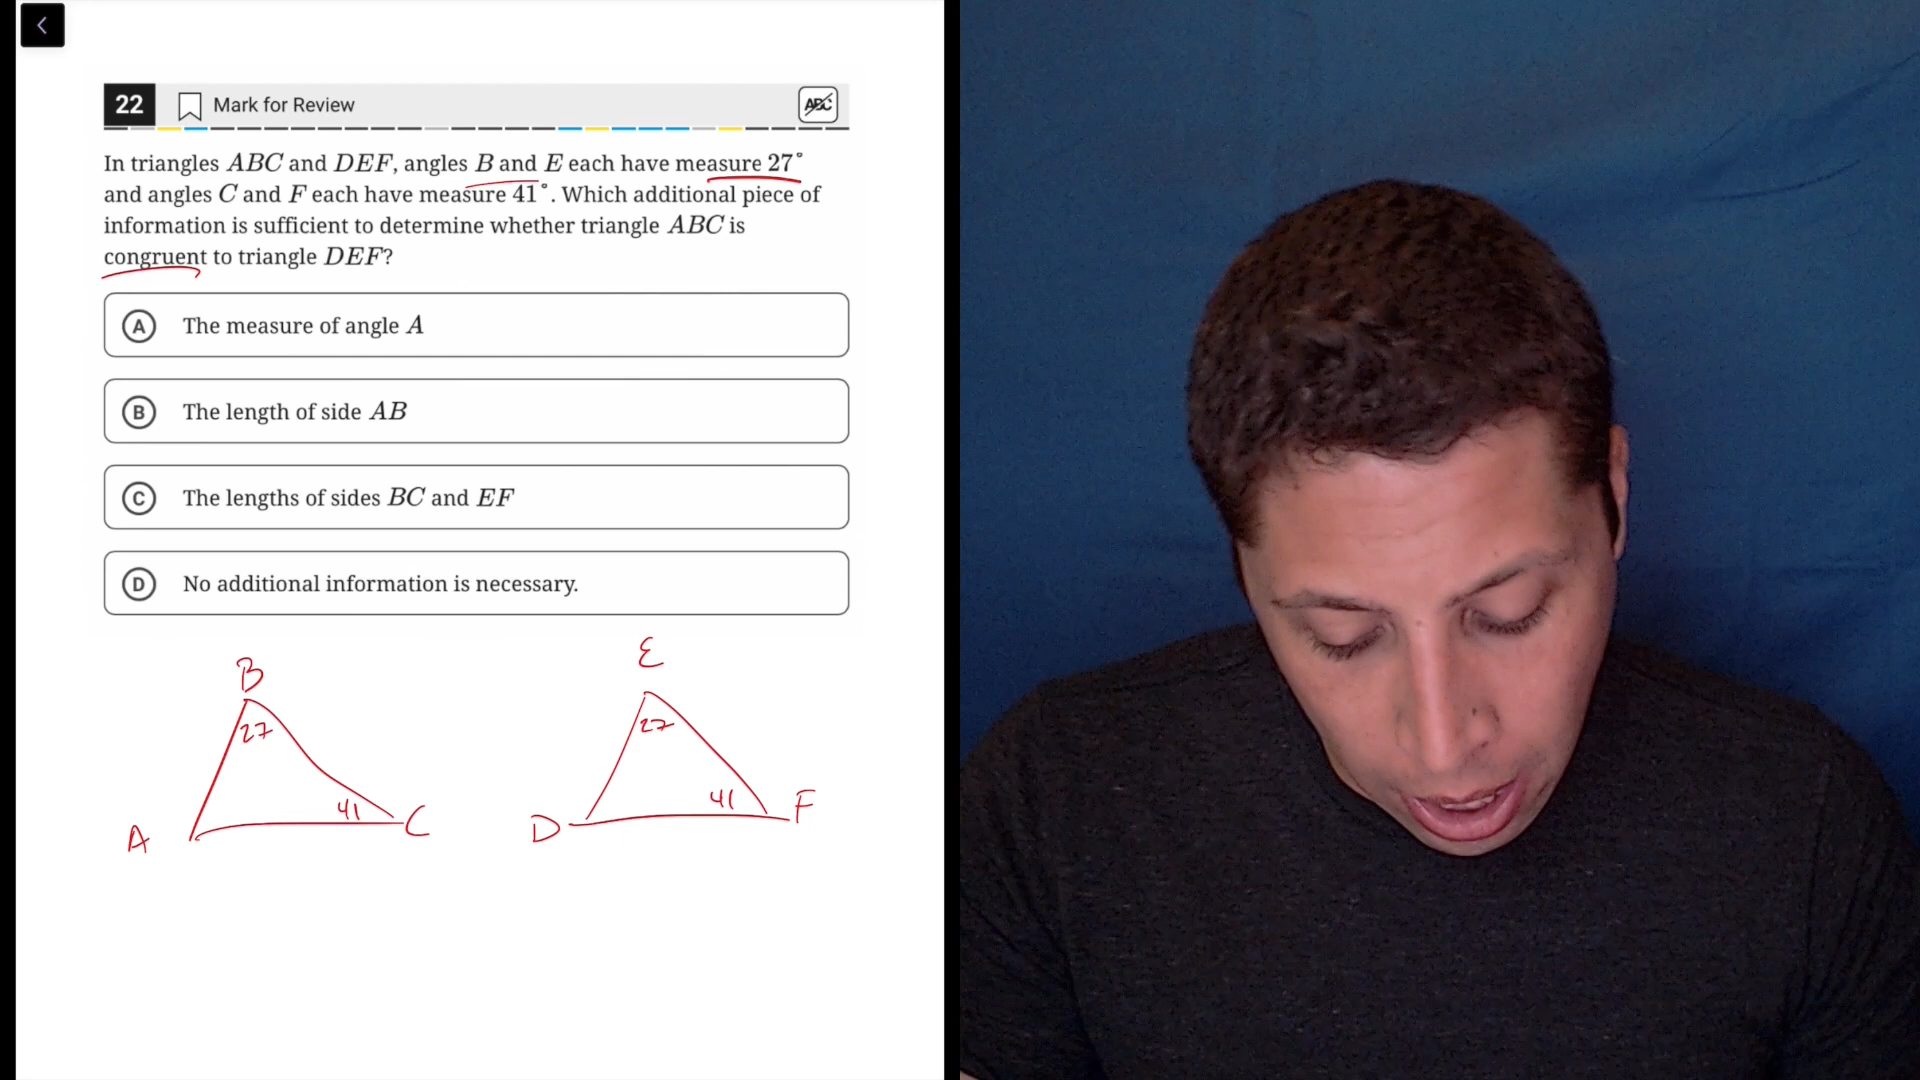 22 Mark for Review ABC
In triangles ABC and DEF, angles B and E each have measure 27°
and angles C and F each have measure 41°. Which additional piece of
information is sufficient to determine whether triangle ABC is
congruent to triangle DEF?
A The measure of angle A
B The length of side AB
C The lengths of sides BC and EF
D No additional information is necessary.
B
27
41
A
C
E
27
41
D
F